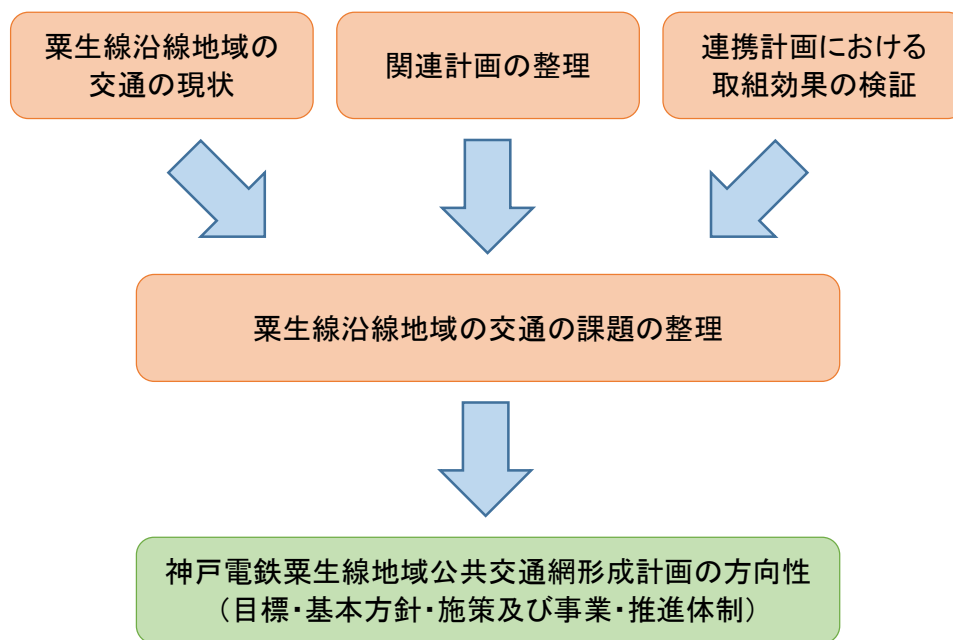 粟生線沿線地域の
交通の現状
関連計画の整理
連携計画における
取組効果の検証
粟生線沿線地域の交通の課題の整理
神戸電鉄粟生線地域公共交通網形成計画の方向性
（目標・基本方針・施策及び事業・推進体制）